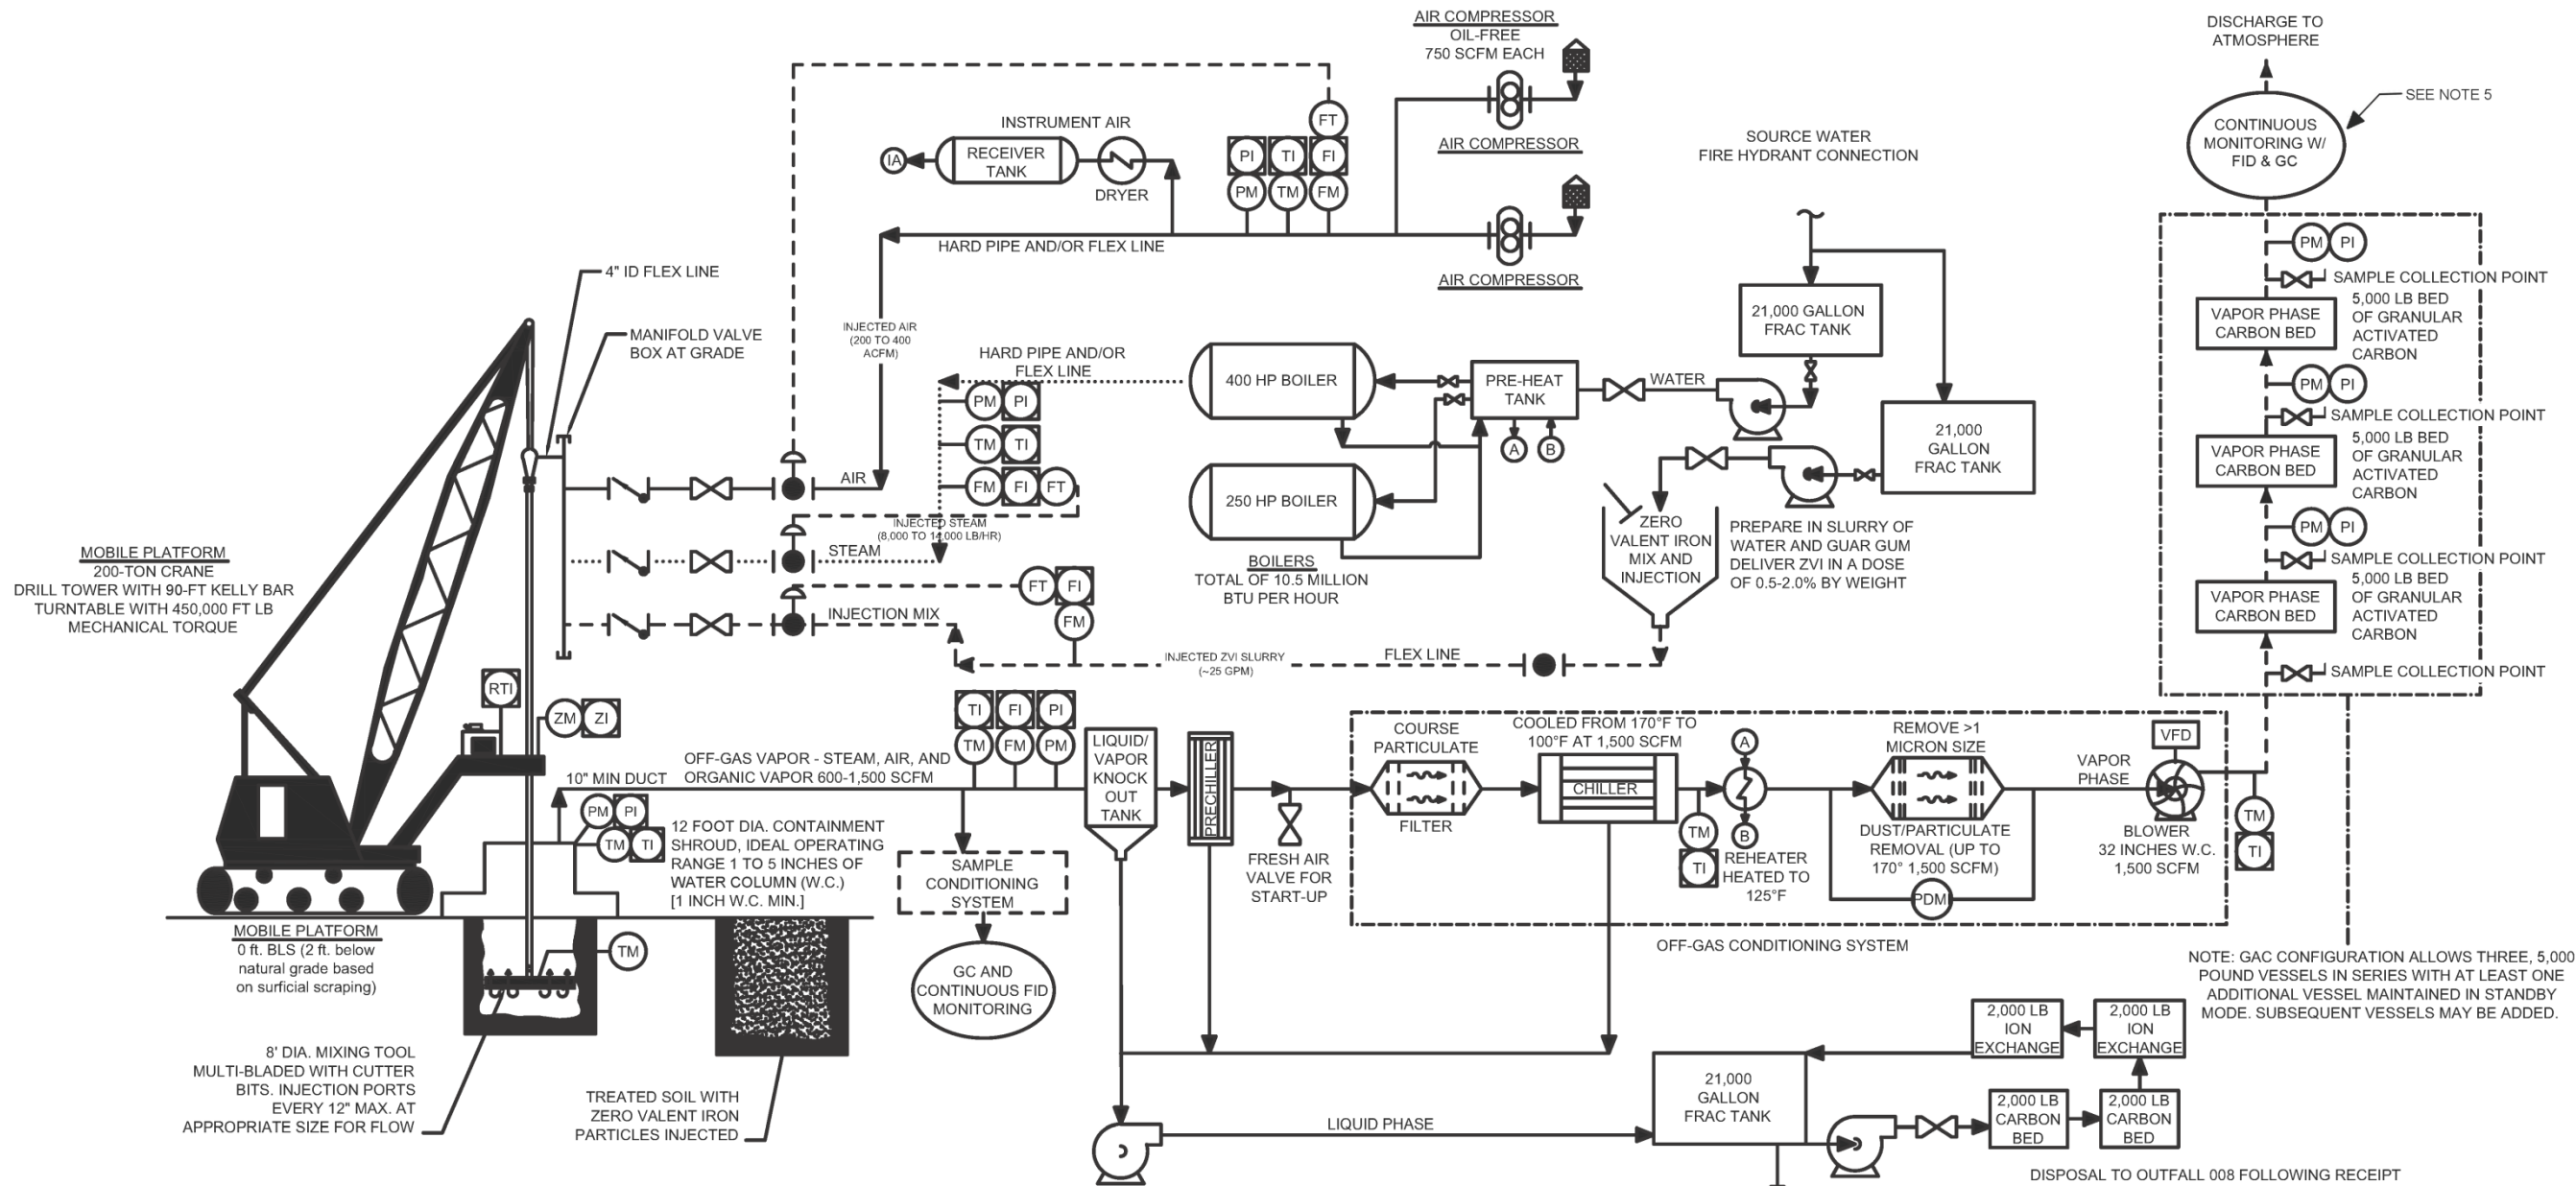 AIR COMPRESSOR
OIL-FREE
750 SCFM EACH
DISCHARGE TO
ATMOSPHERE
SEE NOTE 5
CONTINUOUS
MONITORING W/
FID & GC
INSTRUMENT AIR
RECEIVER
TANK
IA
DRYER
FT
PI
TI
FI
PM
TM
FM
AIR COMPRESSOR
SOURCE WATER
FIRE HYDRANT CONNECTION
HARD PIPE AND/OR FLEX LINE
AIR COMPRESSOR
4" ID FLEX LINE
MANIFOLD VALVE
BOX AT GRADE
INJECTED AIR
(200 TO 400
ACFM)
HARD PIPE AND/OR
FLEX LINE
PM
PI
TM
TI
FM
FI
FT
400 HP BOILER
PRE-HEAT
TANK
A
B
WATER
21,000 GALLON
FRAC TANK
21,000
GALLON
FRAC TANK
250 HP BOILER
BOILERS
TOTAL OF 10.5 MILLION
BTU PER HOUR
ZERO
VALENT IRON
MIX AND
INJECTION
PREPARE IN SLURRY OF
WATER AND GUAR GUM
DELIVER ZVI IN A DOSE
OF 0.5-2.0% BY WEIGHT
AIR
INJECTED STEAM
(8,000 TO 14,000 LB/HR)
STEAM
FT
FI
FM
INJECTION MIX
INJECTED ZVI SLURRY
(~25 GPM)
FLEX LINE
PM
PI
SAMPLE COLLECTION POINT
VAPOR PHASE
CARBON BED
5,000 LB BED
OF GRANULAR
ACTIVATED
CARBON
PM
PI
SAMPLE COLLECTION POINT
VAPOR PHASE
CARBON BED
5,000 LB BED
OF GRANULAR
ACTIVATED
CARBON
PM
PI
SAMPLE COLLECTION POINT
VAPOR PHASE
CARBON BED
5,000 LB BED
OF GRANULAR
ACTIVATED
CARBON
SAMPLE COLLECTION POINT
MOBILE PLATFORM
200-TON CRANE
DRILL TOWER WITH 90-FT KELLY BAR
TURNTABLE WITH 450,000 FT LB
MECHANICAL TORQUE
RTI
ZM
ZI
10" MIN DUCT
OFF-GAS VAPOR - STEAM, AIR, AND
ORGANIC VAPOR 600-1,500 SCFM
TI
FI
PI
TM
FM
PM
PM
PI
TM
TI
12 FOOT DIA. CONTAINMENT
SHROUD, IDEAL OPERATING
RANGE 1 TO 5 INCHES OF
WATER COLUMN (W.C.)
[1 INCH W.C. MIN.]
LIQUID/
VAPOR
KNOCK
OUT
TANK
PRECHILLER
FRESH AIR
VALVE FOR
START-UP
COURSE
PARTICULATE
FILTER
COOLED FROM 170°F TO
100°F AT 1,500 SCFM
CHILLER
TM
TI
A
B
REHEATER
HEATED TO
125°F
REMOVE >1
MICRON SIZE
DUST/PARTICULATE
REMOVAL (UP TO
170° 1,500 SCFM)
PDM
VAPOR
PHASE
VFD
BLOWER
32 INCHES W.C.
1,500 SCFM
TM
TI
OFF-GAS CONDITIONING SYSTEM
SAMPLE
CONDITIONING
SYSTEM
GC AND
CONTINUOUS FID
MONITORING
MOBILE PLATFORM
0 ft. BLS (2 ft. below
natural grade based
on surficial scraping)
TM
8' DIA. MIXING TOOL
MULTI-BLADED WITH CUTTER
BITS. INJECTION PORTS
EVERY 12" MAX. AT
APPROPRIATE SIZE FOR FLOW
TREATED SOIL WITH
ZERO VALENT IRON
PARTICLES INJECTED
NOTE: GAC CONFIGURATION ALLOWS THREE, 5,000
POUND VESSELS IN SERIES WITH AT LEAST ONE
ADDITIONAL VESSEL MAINTAINED IN STANDBY
MODE. SUBSEQUENT VESSELS MAY BE ADDED.
2,000 LB
ION
EXCHANGE
2,000 LB
ION
EXCHANGE
21,000
GALLON
FRAC TANK
2,000 LB
CARBON
BED
2,000 LB
CARBON
BED
LIQUID PHASE
DISPOSAL TO OUTFALL 008 FOLLOWING RECEIPT